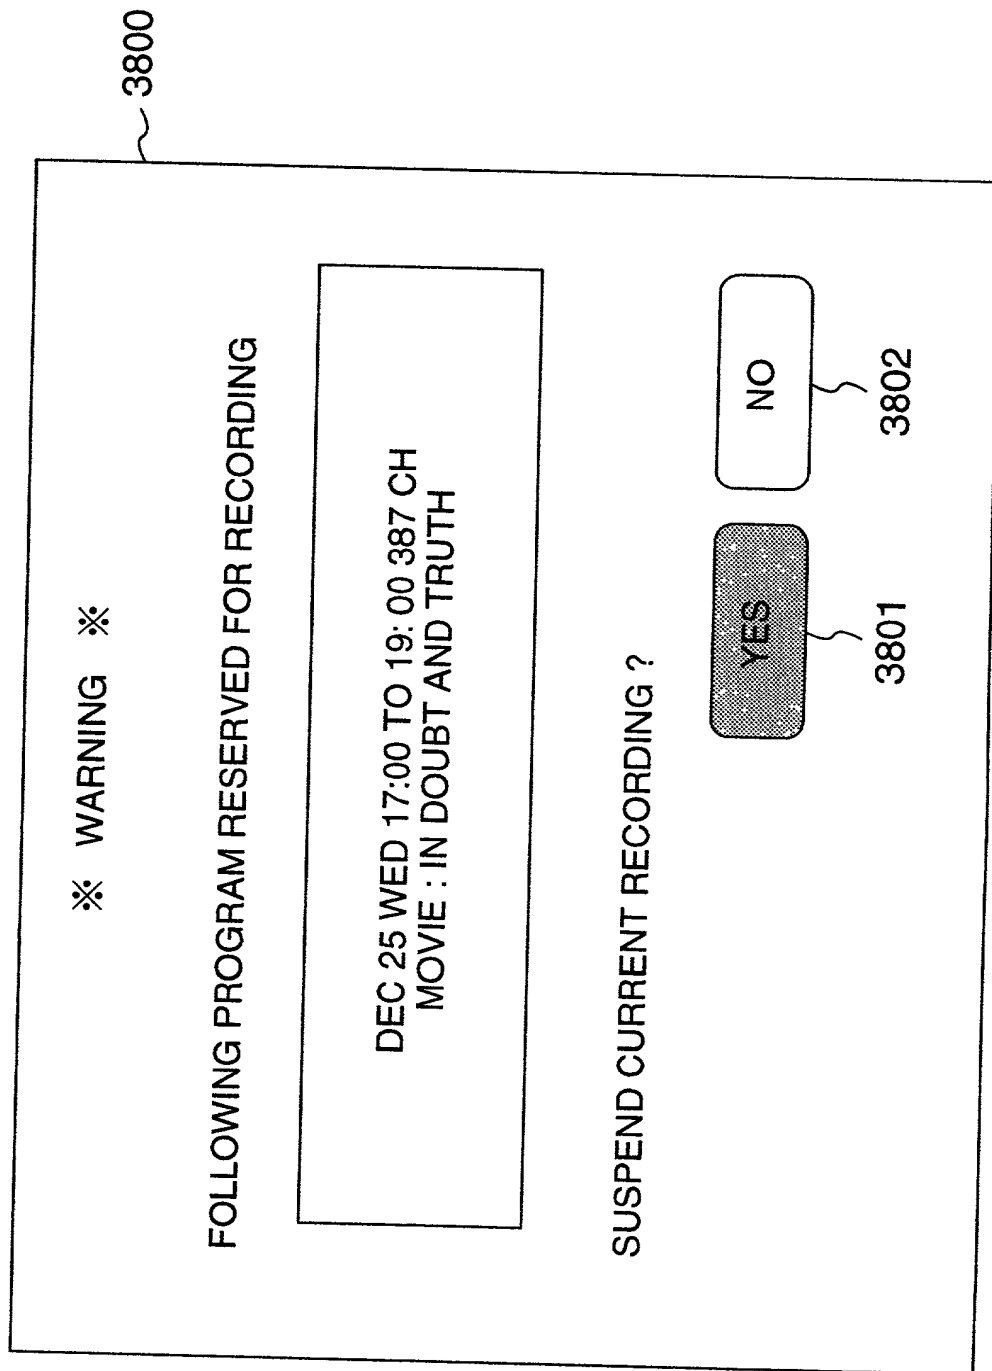 3800
※ WARNING ※
FOLLOWING PROGRAM RESERVED FOR RECORDING
DEC 25 WED 17:00 TO 19: 00 387 CH
MOVIE : IN DOUBT AND TRUTH
SUSPEND CURRENT RECORDING ?
YES
NO
3801
3802